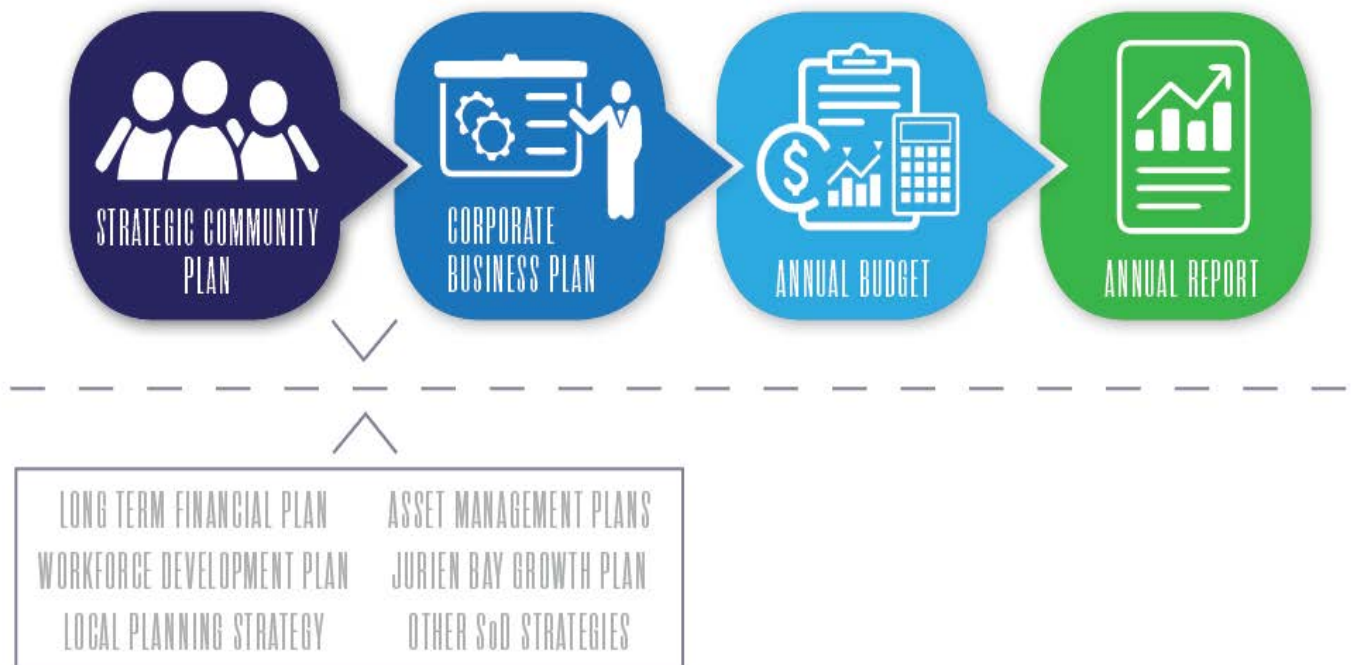 STRATEGIC COMMUNITY
PLAN
CORPORATE
BUSINESS PLAN
ANNUAL BUDGET
ANNUAL REPORT
$
LONG TERM FINANCIAL PLAN
WORKFORCE DEVELOPMENT PLAN
LOCAL PLANNING STRATEGY
ASSET MANAGEMENT PLANS
JURIEN BAY GROWTH PLAN
OTHER SoD STRATEGIES